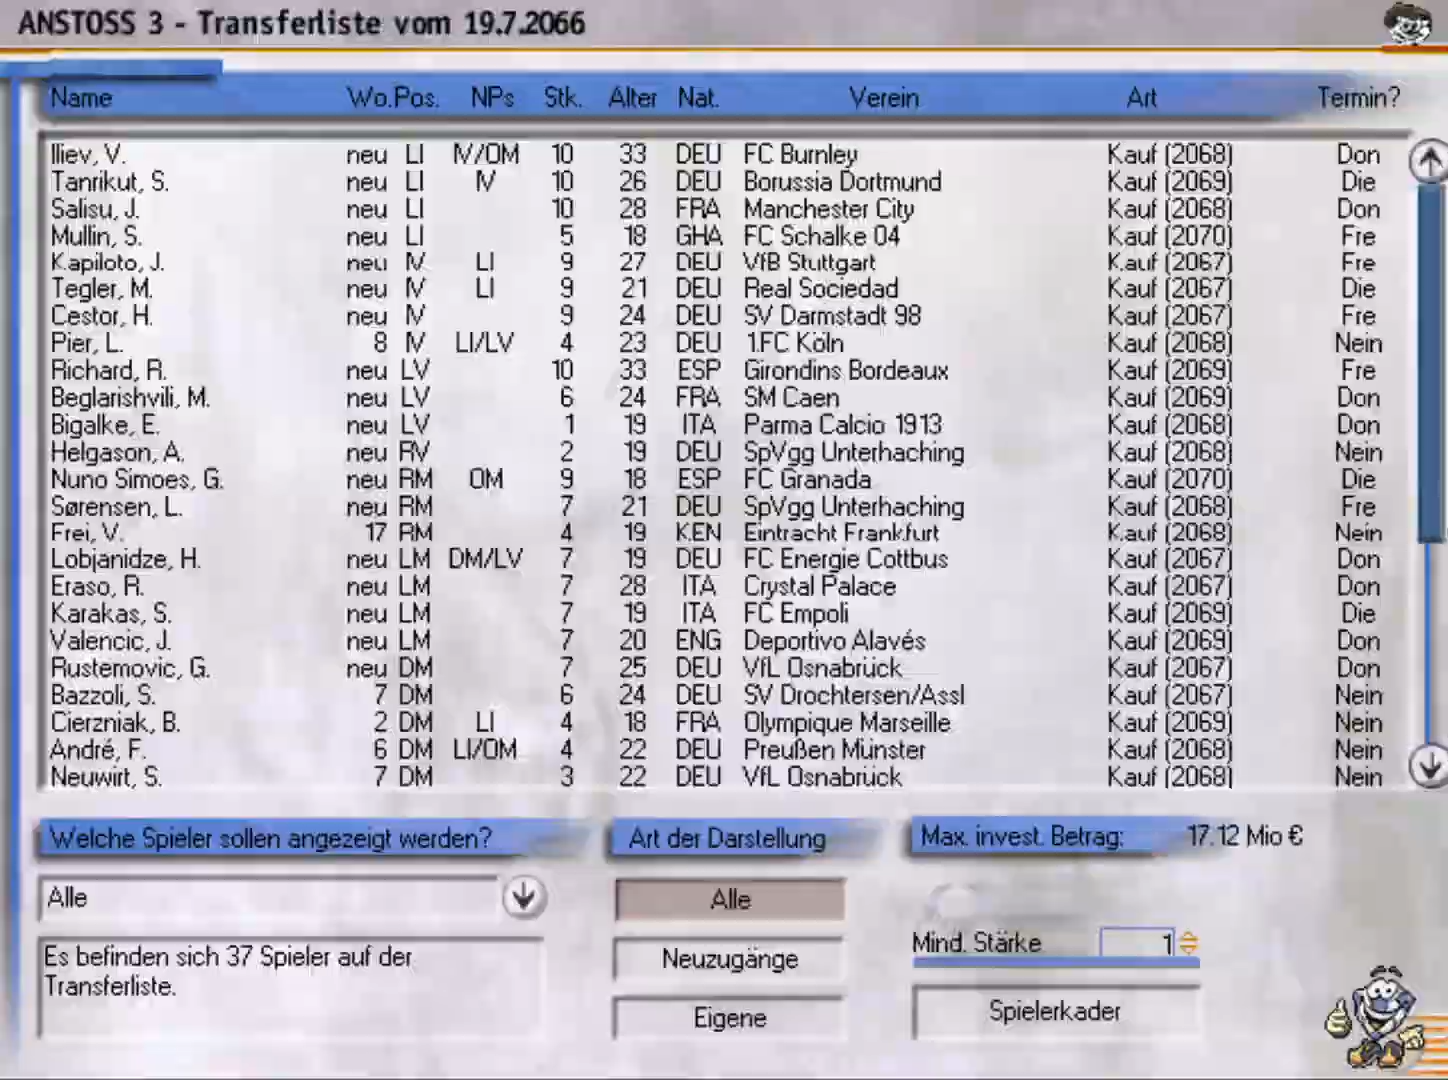 ANSTOSS 3 - Transferliste vom 19.7.2066
Name Wo. Pos. NPs Stk. Alter Nat. Verein Art Termin?
Iliev, V. neu LI IV/OM 10 33 DEU FC Burnley Kauf (2068) Don
Tanrikut, S. neu LI IV 10 26 DEU Borussia Dortmund Kauf (2069) Die
Salisu, J. neu LI 10 28 FRA Manchester City Kauf (2068) Don
Mullin, S. neu LI 5 18 GHA FC Schalke 04 Kauf (2070) Fre
Kapiloto, J. neu IV LI 9 27 DEU VfB Stuttgart Kauf (2067) Fre
Tegler, M. neu IV LI 9 21 DEU Real Sociedad Kauf (2067) Die
Cestor, H. neu IV 9 24 DEU SV Darmstadt 98 Kauf (2067) Fre
Pier, L. 8 IV LI/LV 4 23 DEU 1.FC Köln Kauf (2068) Nein
Richard, R. neu LV 10 33 ESP Girondins Bordeaux Kauf (2069) Fre
Beglarishvili, M. neu LV 6 24 FRA SM Caen Kauf (2069) Don
Bigalke, E. neu LV 1 19 ITA Parma Calcio 1913 Kauf (2068) Don
Helgason, A. neu RV 2 19 DEU SpVgg Unterhaching Kauf (2068) Nein
Nuno Simoes, G. neu RM OM 9 18 ESP FC Granada Kauf (2070) Die
Sørensen, L. neu RM 7 21 DEU SpVgg Unterhaching Kauf (2068) Fre
Frei, V. 17 RM 4 19 KEN Eintracht Frankfurt Kauf (2068) Nein
Lobjanidze, H. neu LM DM/LV 7 19 DEU FC Energie Cottbus Kauf (2067) Don
Eraso, R. neu LM 7 28 ITA Crystal Palace Kauf (2067) Don
Karakas, S. neu LM 7 19 ITA FC Empoli Kauf (2069) Die
Valencic, J. neu LM 7 20 ENG Deportivo Alavés Kauf (2069) Don
Rustemovic, G. neu DM 7 25 DEU VfL Osnabrück Kauf (2067) Don
Bazzoli, S. 7 DM 6 24 DEU SV Drochtersen/Assl Kauf (2067) Nein
Cierzniak, B. 2 DM LI 4 18 FRA Olympique Marseille Kauf (2069) Nein
André, F. 6 DM LI/OM 4 22 DEU Preußen Münster Kauf (2068) Nein
Neuwirt, S. 7 DM 3 22 DEU VfL Osnabrück Kauf (2068) Nein
Welche Spieler sollen angezeigt werden? Art der Darstellung Max. invest. Betrag: 17.12 Mio €
Alle Alle
Mind. Stärke 1
Es befinden sich 37 Spieler auf der
Transferliste.
Neuzugänge
Eigene
Spielerkader